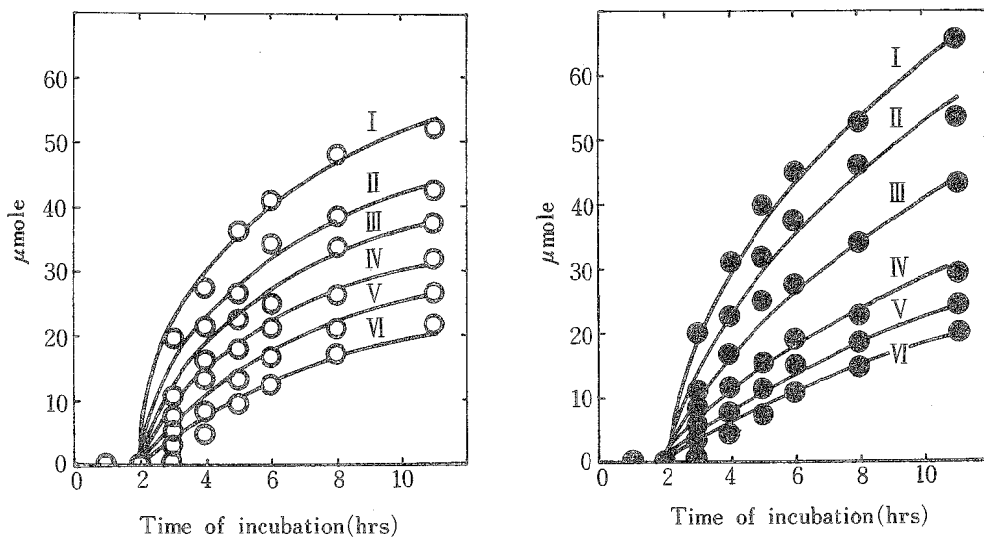 60
50
40
30
20
10
0
μmole
I
II
III
IV
V
VI
0 2 4 6 8 10
Time of incubation(hrs)
60
50
40
30
20
10
0
μmole
I
II
III
IV
V
VI
0 2 4 6 8 10
Time of incubation(hrs)